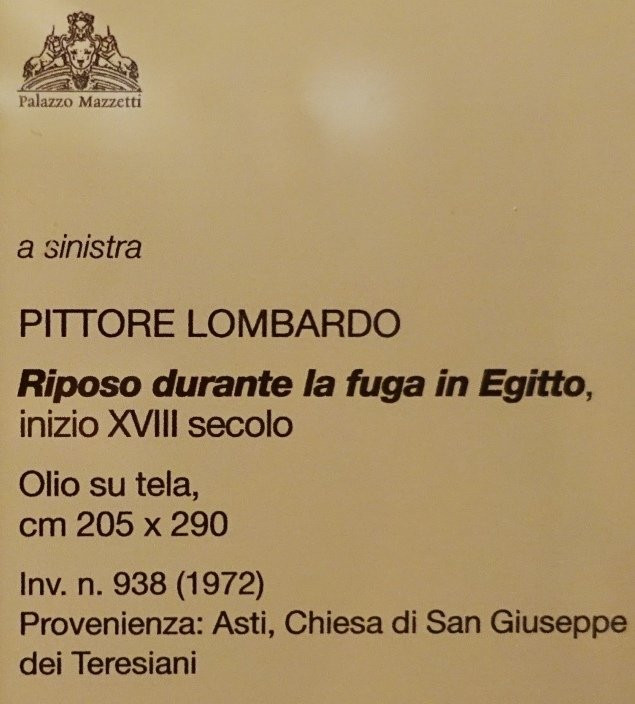 Palazzo Mazzetti
a sinistra
PITTORE LOMBARDO
Riposo durante la fuga in Egitto,
inizio XVIII secolo
Olio su tela,
cm 205 x 290
Inv. n. 938 (1972)
Provenienza: Asti, Chiesa di San Giuseppe
dei Teresiani